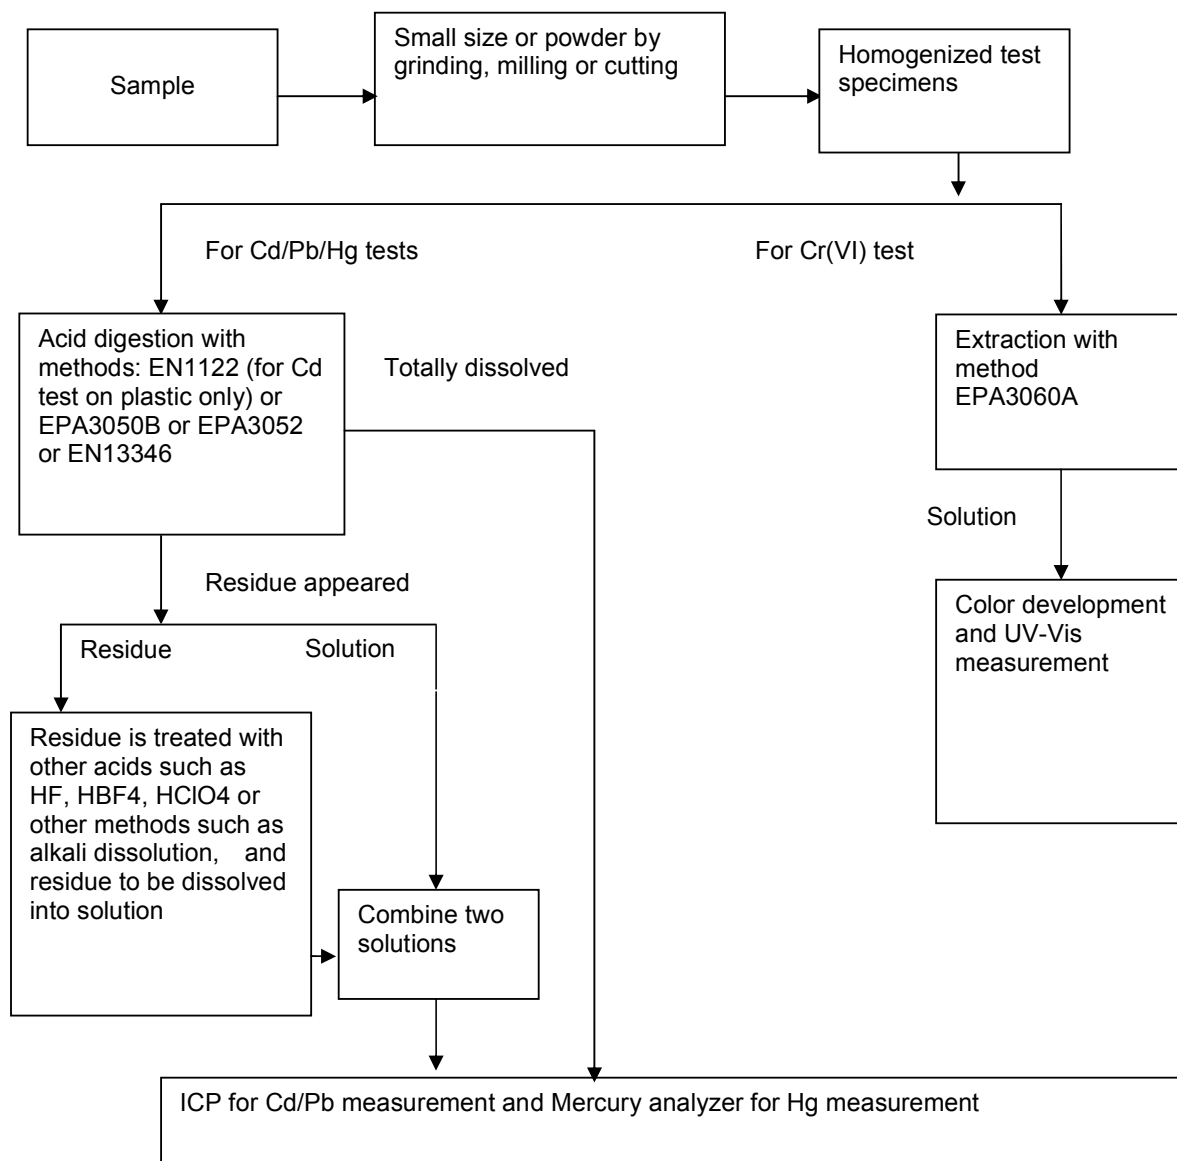 Sample
Small size or powder by
grinding, milling or cutting
Homogenized test
specimens
For Cd/Pb/Hg tests
For Cr(VI) test
Acid digestion with
methods: EN1122 (for Cd
test on plastic only) or
EPA3050B or EPA3052
or EN13346
Totally dissolved
Extraction with
method
EPA3060A
Solution
Residue appeared
Color development
and UV-Vis
measurement
Residue
Solution
Residue is treated with
other acids such as
HF, HBF4, HClO4 or
other methods such as
alkali dissolution, and
residue to be dissolved
into solution
Combine two
solutions
ICP for Cd/Pb measurement and Mercury analyzer for Hg measurement